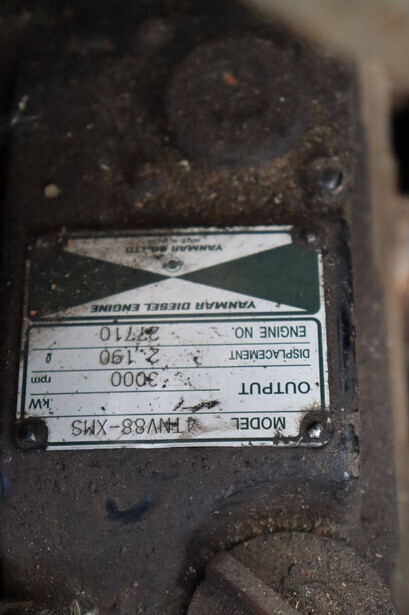 MODEL 4TNV88-XMS
OUTPUT kW
3000 rpm
DISPLACEMENT 2.190 ℓ
ENGINE NO. 27710
YANMAR DIESEL ENGINE
YANMAR CO.,LTD.